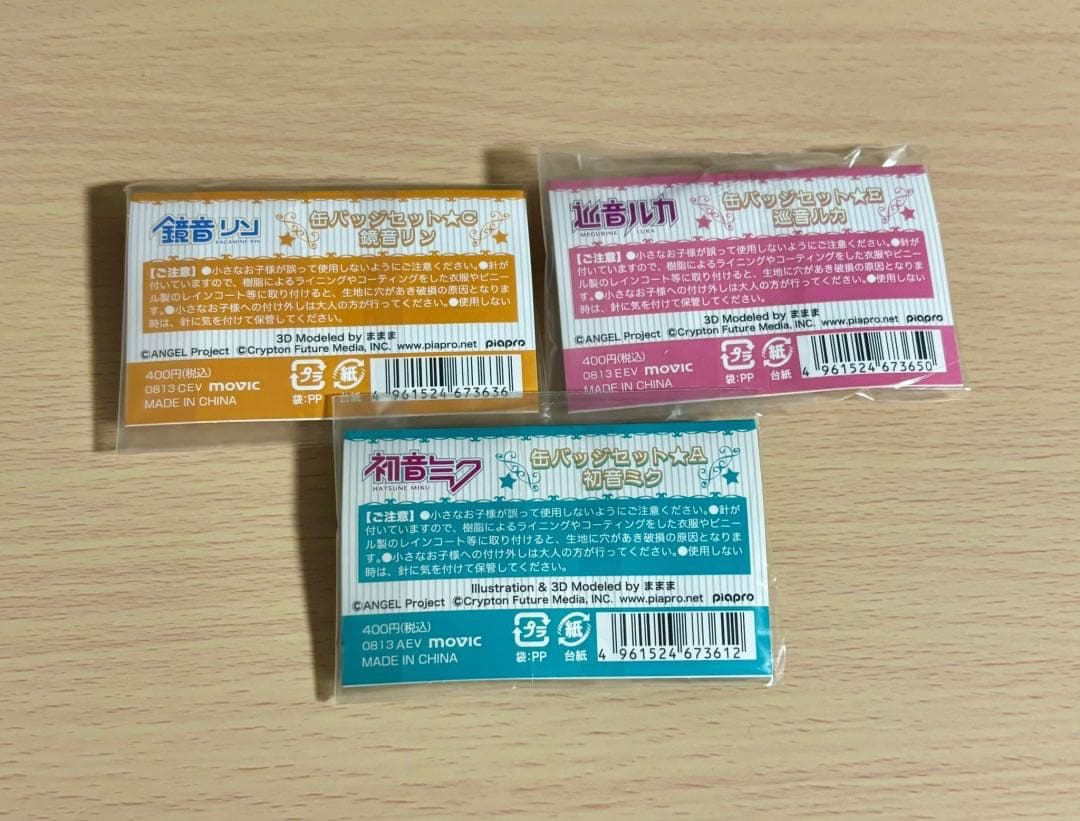 鏡音リン
KAGAMINE RIN
缶バッジセット★C
鏡音リン
【ご注意】●小さなお子様が誤って使用しないようにご注意ください。●針が
付いていますので、樹脂によるライニングやコーティングをした衣服やビニー
ル製のレインコート等に取り付けると、生地に穴があき破損の原因となりま
す。●小さなお子様への付け外しは大人の方が行ってください。●使用しない
時は、針に気を付けて保管してください。
3D Modeled by ままま
©ANGEL Project ©Crypton Future Media, INC. www.piapro.net piapro
400円(税込)
0813 CEV movic
MADE IN CHINA
プラ
袋:PP
紙
台紙
4 961524 673636
巡音ルカ
MEGURINE LUKA
缶バッジセット★E
巡音ルカ
【ご注意】●小さなお子様が誤って使用しないようにご注意ください。●針が
付いていますので、樹脂によるライニングやコーティングをした衣服やビニー
ル製のレインコート等に取り付けると、生地に穴があき破損の原因となりま
す。●小さなお子様への付け外しは大人の方が行ってください。●使用しない
時は、針に気を付けて保管してください。
3D Modeled by ままま
©ANGEL Project ©Crypton Future Media, INC. www.piapro.net piapro
400円(税込)
0813 EEV movic
MADE IN CHINA
プラ
袋:PP
紙
台紙
4 961524 673650
初音ミク
HATSUNE MIKU
缶バッジセット★A
初音ミク
【ご注意】●小さなお子様が誤って使用しないようにご注意ください。●針が
付いていますので、樹脂によるライニングやコーティングをした衣服やビニー
ル製のレインコート等に取り付けると、生地に穴があき破損の原因となりま
す。●小さなお子様への付け外しは大人の方が行ってください。●使用しない
時は、針に気を付けて保管してください。
Illustration & 3D Modeled by ままま
©ANGEL Project ©Crypton Future Media, INC. www.piapro.net piapro
400円(税込)
0813 AEV movic
MADE IN CHINA
プラ
袋:PP
紙
台紙
4 961524 673612